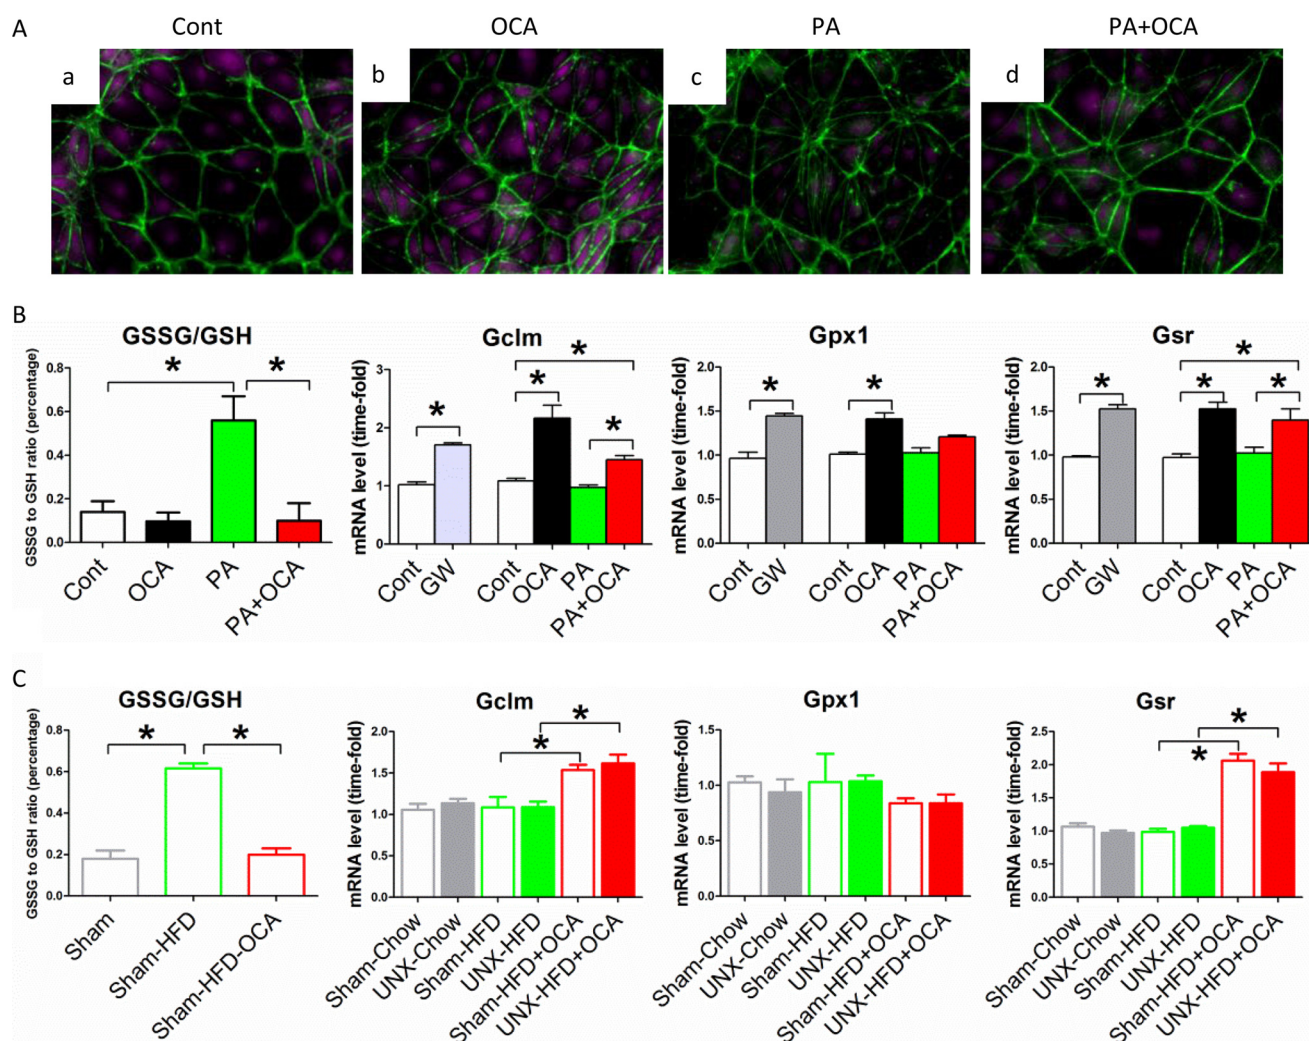 A
Cont
OCA
PA
PA+OCA
a
b
c
d
B
GSSG/GSH
GSSG to GSH ratio (percentage)
0.8
0.6
0.4
0.2
0.0
*
*
Cont
OCA
PA
PA+OCA
Gclm
mRNA level (time-fold)
3
2
1
0
*
*
*
*
Cont
GW
Cont
OCA
PA
PA+OCA
Gpx1
mRNA level (time-fold)
2.0
1.5
1.0
0.5
0.0
*
*
Cont
GW
Cont
OCA
PA
PA+OCA
Gsr
mRNA level (time-fold)
2.0
1.5
1.0
0.5
0.0
*
*
*
*
Cont
GW
Cont
OCA
PA
PA+OCA
C
GSSG/GSH
GSSG to GSH ratio (percentage)
0.8
0.6
0.4
0.2
0.0
*
*
Sham
Sham-HFD
Sham-HFD-OCA
Gclm
mRNA level (time-fold)
2.0
1.5
1.0
0.5
0.0
*
*
Sham-Chow
UNX-Chow
Sham-HFD
UNX-HFD
Sham-HFD+OCA
UNX-HFD+OCA
Gpx1
mRNA level (time-fold)
1.5
1.0
0.5
0.0
Sham-Chow
UNX-Chow
Sham-HFD
UNX-HFD
Sham-HFD+OCA
UNX-HFP+OCA
Gsr
mRNA level (time-fold)
2.5
2.0
1.5
1.0
0.5
0.0
*
*
Sham-Chow
UNX-Chow
Sham-HFD
UNX-HFD
Sham-HFD+OCA
UNX-HFD+OCA